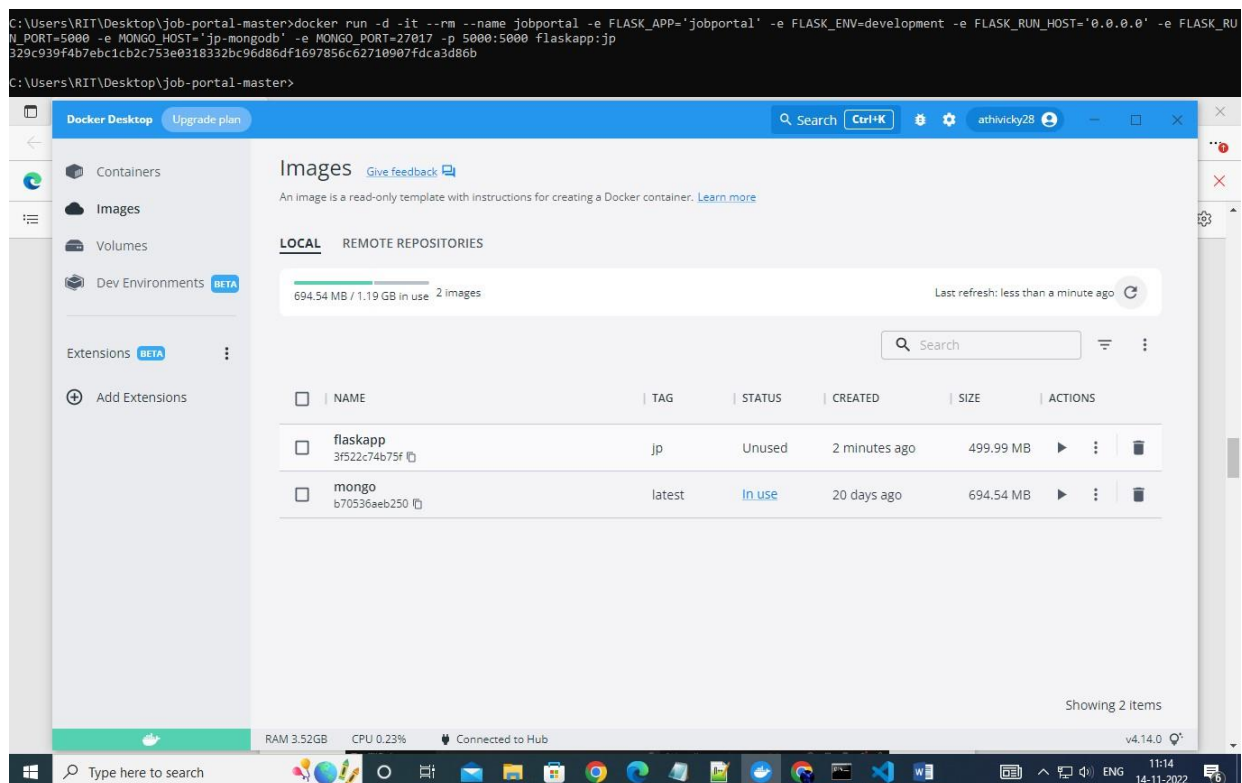 C:\Users\RIT\Desktop\job-portal-master>docker run -d -it --rm --name jobportal -e FLASK_APP='jobportal' -e FLASK_ENV=development -e FLASK_RUN_HOST='0.0.0.0' -e FLASK_RU
N_PORT=5000 -e MONGO_HOST='jp-mongodb' -e MONGO_PORT=27017 -p 5000:5000 flaskapp:jp
329c939f4b7ebc1cb2c753e0318332bc96d86df1697856c62710907fdca3d86b
C:\Users\RIT\Desktop\job-portal-master>
Docker Desktop Upgrade plan Search Ctrl+K athivicky28
Containers
Images
Volumes
Dev Environments BETA
Extensions BETA
Add Extensions
Images Give feedback
An image is a read-only template with instructions for creating a Docker container. Learn more
LOCAL REMOTE REPOSITORIES
694.54 MB / 1.19 GB in use 2 images Last refresh: less than a minute ago
Search
NAME TAG STATUS CREATED SIZE ACTIONS
flaskapp jp Unused 2 minutes ago 499.99 MB
3f522c74b75f
mongo latest In use 20 days ago 694.54 MB
b70536aeb250
Showing 2 items
RAM 3.52GB CPU 0.23% Connected to Hub v4.14.0
Type here to search ENG 11:14
14-11-2022 6